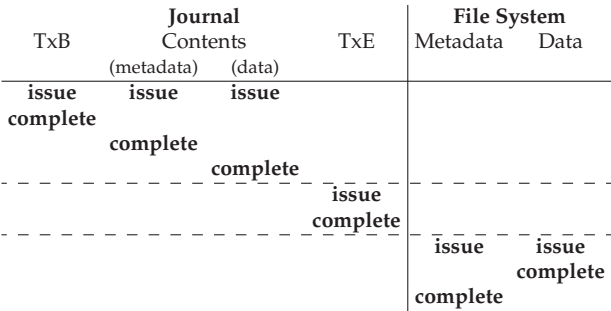 Journal File System
TxB Contents TxE Metadata Data
(metadata) (data)
issue issue issue
complete
complete
complete
issue
complete
issue issue
complete
complete